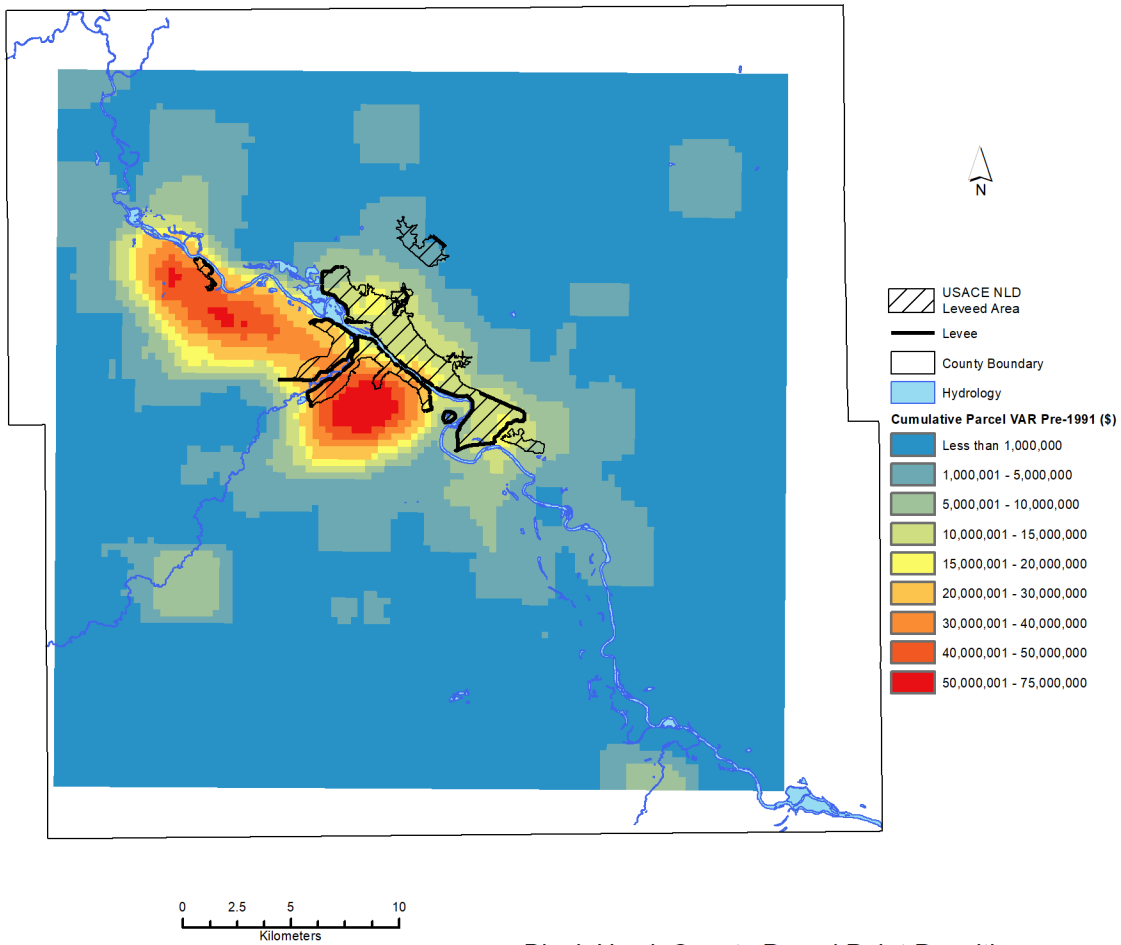 N
USACE NLD
Leveed Area
Levee
County Boundary
Hydrology
Cumulative Parcel VAR Pre-1991 ($)
Less than 1,000,000
1,000,001 - 5,000,000
5,000,001 - 10,000,000
10,000,001 - 15,000,000
15,000,001 - 20,000,000
20,000,001 - 30,000,000
30,000,001 - 40,000,000
40,000,001 - 50,000,000
50,000,001 - 75,000,000
0 2.5 5 10
Kilometers